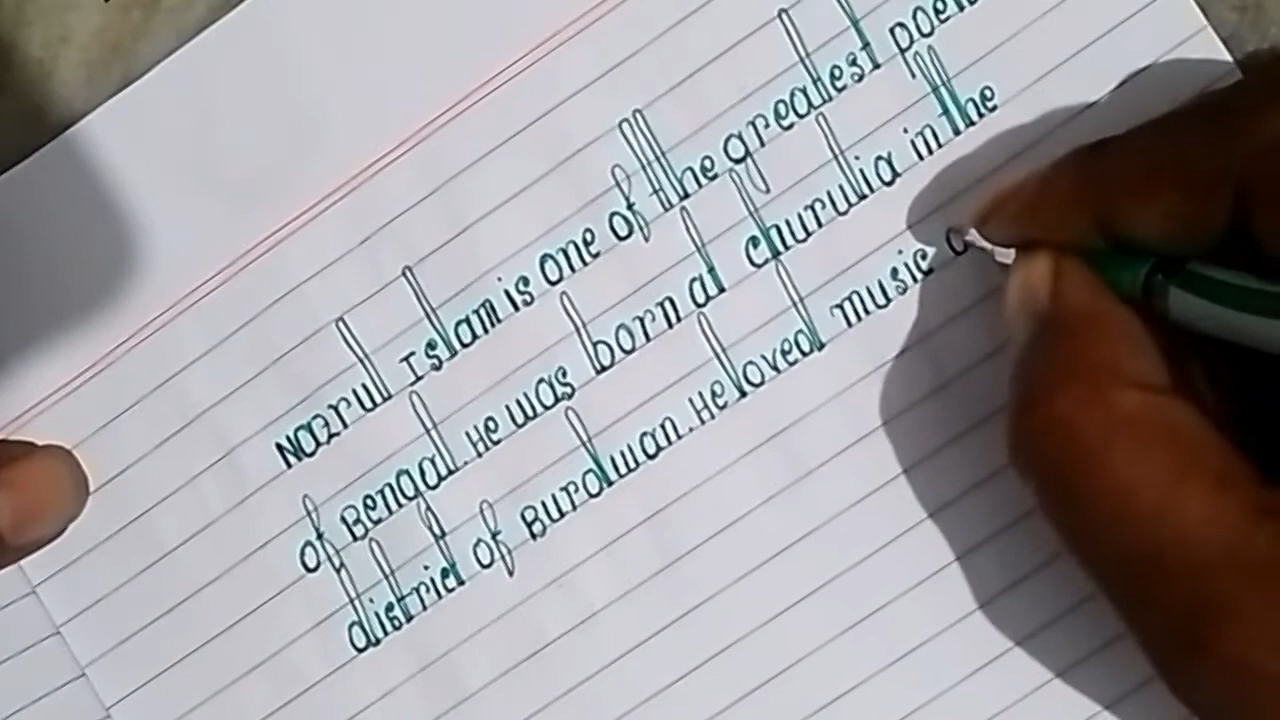 Nazrul Islam is one of the greatest poet
of Bengal. He was born at churulia in the
district of Burdwan. He loved music a